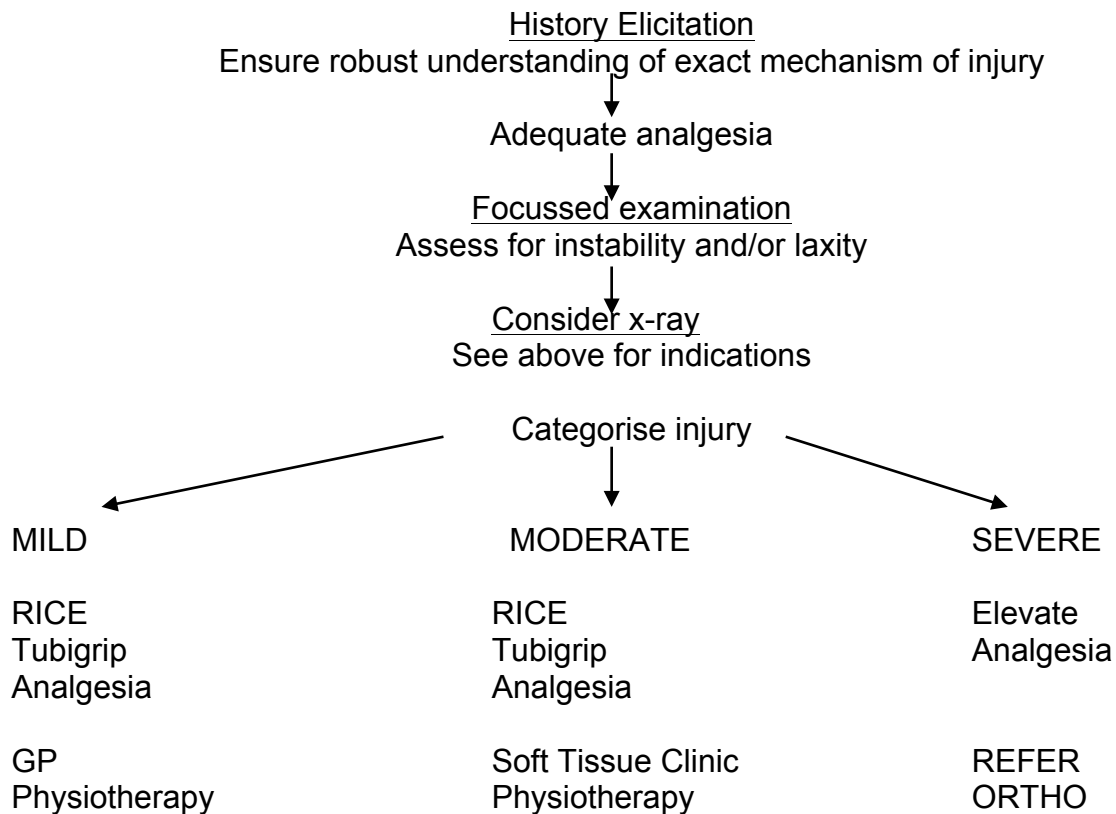 History Elicitation
Ensure robust understanding of exact mechanism of injury
Adequate analgesia
Focussed examination
Assess for instability and/or laxity
Consider x-ray
See above for indications
Categorise injury
MILD
RICE
Tubigrip
Analgesia
GP
Physiotherapy
MODERATE
RICE
Tubigrip
Analgesia
Soft Tissue Clinic
Physiotherapy
SEVERE
Elevate
Analgesia
REFER
ORTHO